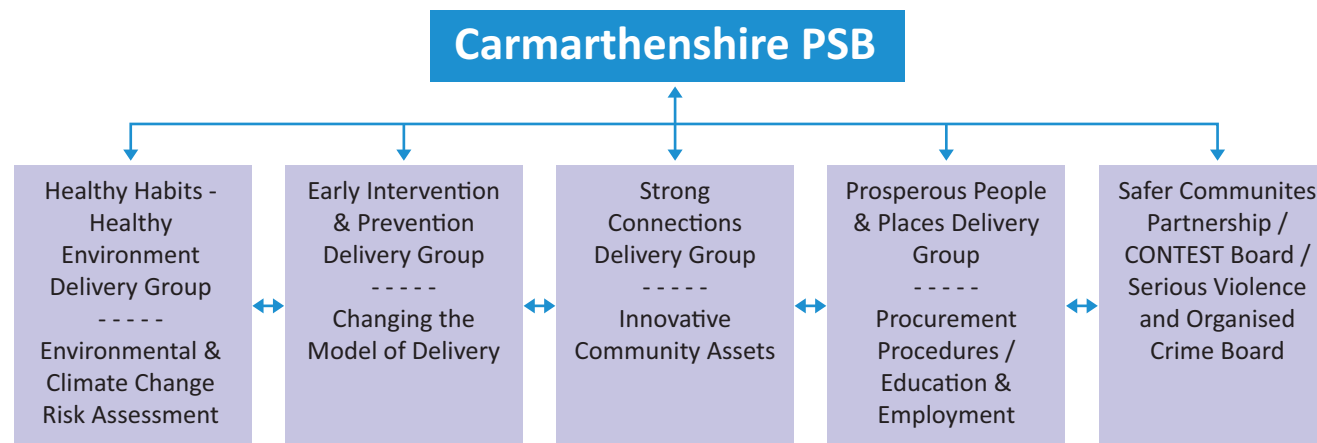 Carmarthenshire PSB
Healthy Habits -
Healthy
Environment
Delivery Group
- - - - -
Environmental &
Climate Change
Risk Assessment
Early Intervention
& Prevention
Delivery Group
- - - - -
Changing the
Model of Delivery
Strong
Connections
Delivery Group
- - - - -
Innovative
Community Assets
Prosperous People
& Places Delivery
Group
- - - - -
Procurement
Procedures /
Education &
Employment
Safer Communites
Partnership /
CONTEST Board /
Serious Violence
and Organised
Crime Board